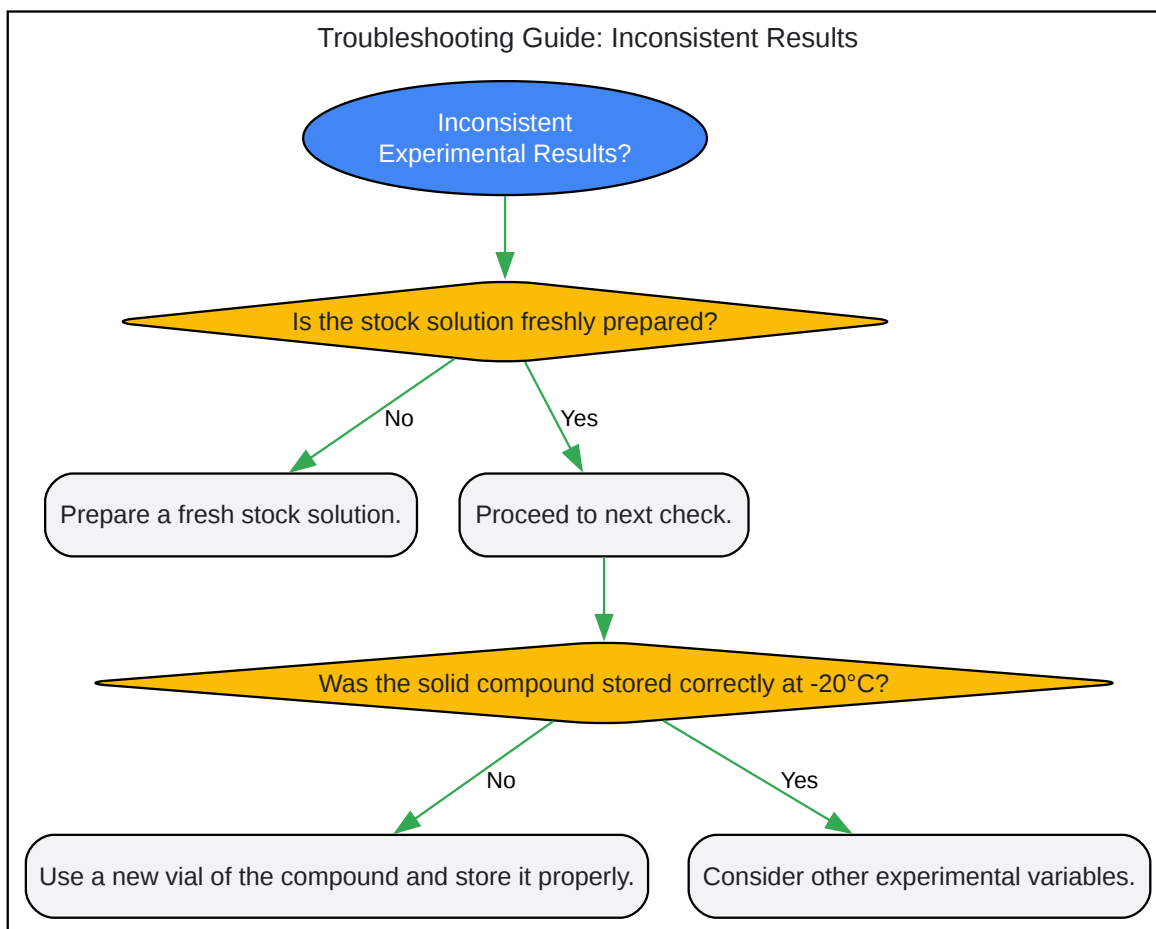 Troubleshooting Guide: Inconsistent Results
Inconsistent
Experimental Results?
Is the stock solution freshly prepared?
No
Yes
Prepare a fresh stock solution.
Proceed to next check.
Was the solid compound stored correctly at -20°C?
No
Yes
Use a new vial of the compound and store it properly.
Consider other experimental variables.